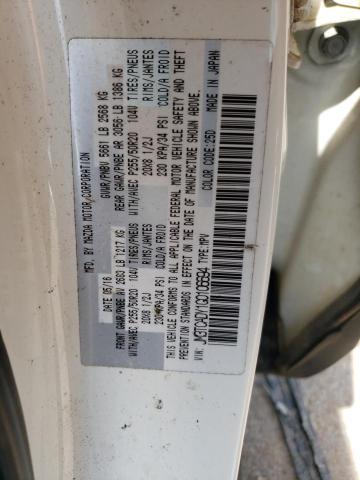 MFD. BY MAZDA MOTOR CORPORATION
DATE 05/16 GVWR/PNBV 5661 LB 2568 KG
FRONT GAWR/PNBE AV 2683 LB 1217 KG REAR GAWR/PNBE AR 3056 LB 1386 KG
WITH/AVEC P255/50R20 104V TIRES/PNEUS WITH/AVEC P255/50R20 104V TIRES/PNEUS
20X8 1/2J RIMS/JANTES 20X8 1/2J RIMS/JANTES
230 KPA/34 PSI COLD/A FROID 230 KPA/34 PSI COLD/A FROID
THIS VEHICLE CONFORMS TO ALL APPLICABLE FEDERAL MOTOR VEHICLE SAFETY AND THEFT
PREVENTION STANDARDS IN EFFECT ON THE DATE OF MANUFACTURE SHOWN ABOVE.
VIN: TYPE: MPV COLOR CODE: 25D MADE IN JAPAN